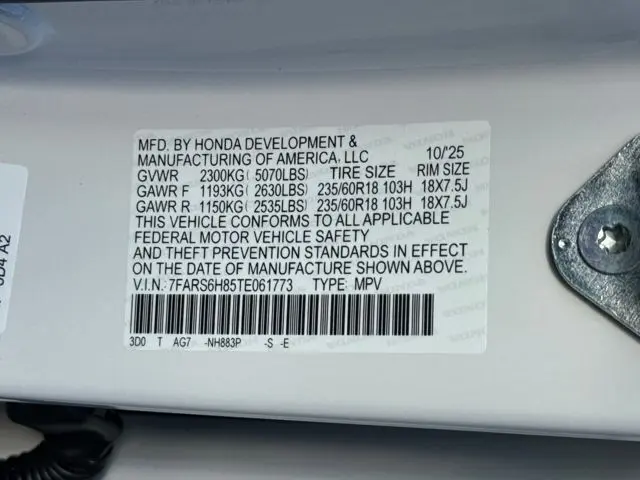 MFD. BY HONDA DEVELOPMENT &
MANUFACTURING OF AMERICA, LLC 10/'25
GVWR 2300KG ( 5070LBS) TIRE SIZE RIM SIZE
GAWR F 1193KG ( 2630LBS) 235/60R18 103H 18X7.5J
GAWR R 1150KG ( 2535LBS) 235/60R18 103H 18X7.5J
THIS VEHICLE CONFORMS TO ALL APPLICABLE
FEDERAL MOTOR VEHICLE SAFETY
AND THEFT PREVENTION STANDARDS IN EFFECT
ON THE DATE OF MANUFACTURE SHOWN ABOVE.
V.I.N.: 7FARS6H85TE061773 TYPE: MPV
3D0 T AG7 -NH883P -S -E